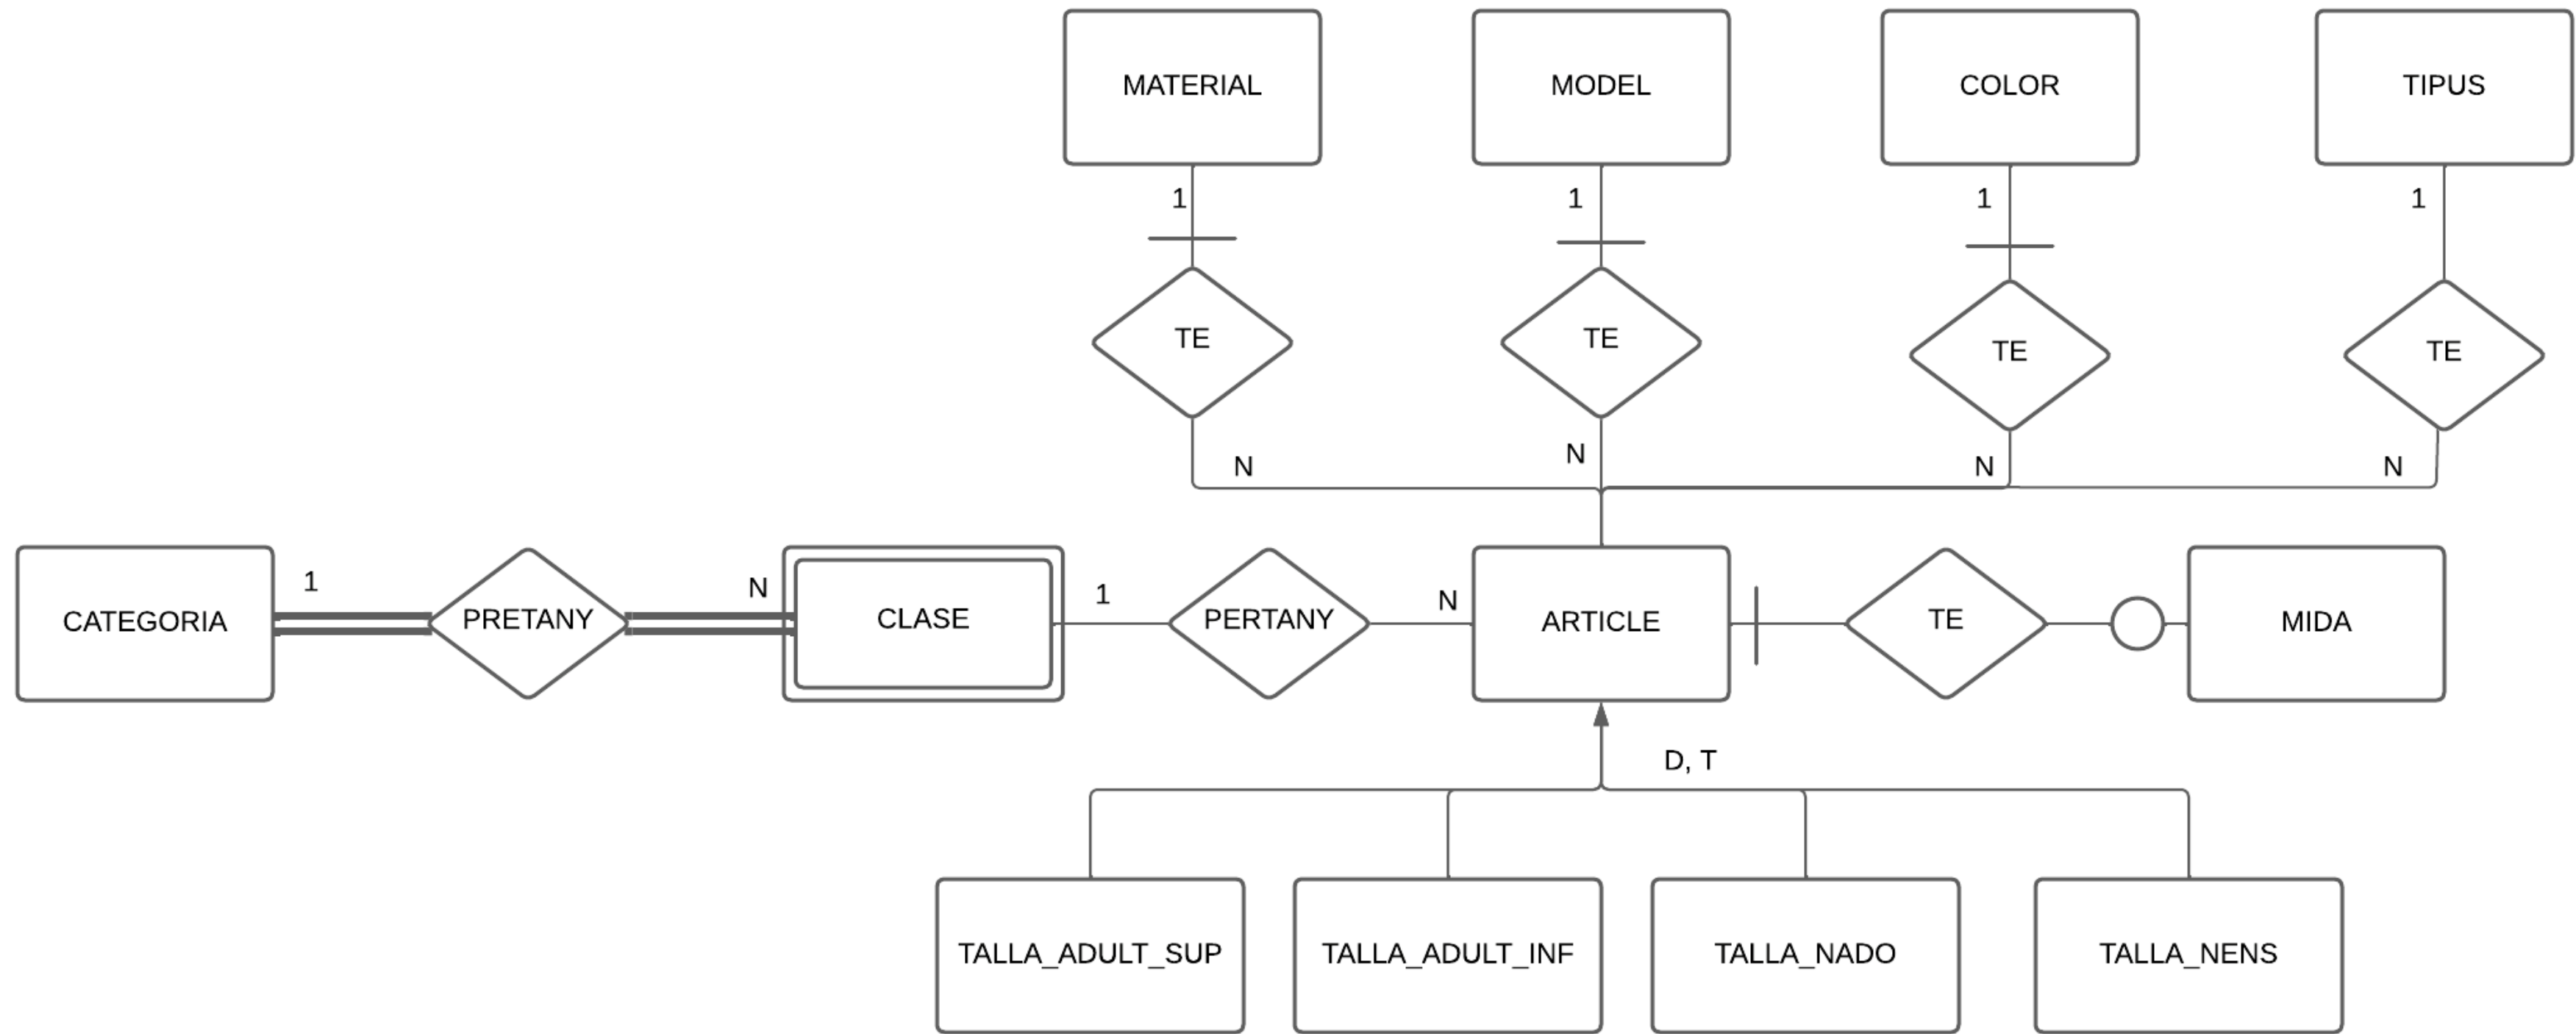 MATERIAL
MODEL
COLOR
TIPUS
1
1
1
1
TE
TE
TE
TE
N
N
N
N
CATEGORIA
1
PRETANY
N
CLASE
1
PERTANY
N
ARTICLE
TE
MIDA
D, T
TALLA_ADULT_SUP
TALLA_ADULT_INF
TALLA_NADO
TALLA_NENS